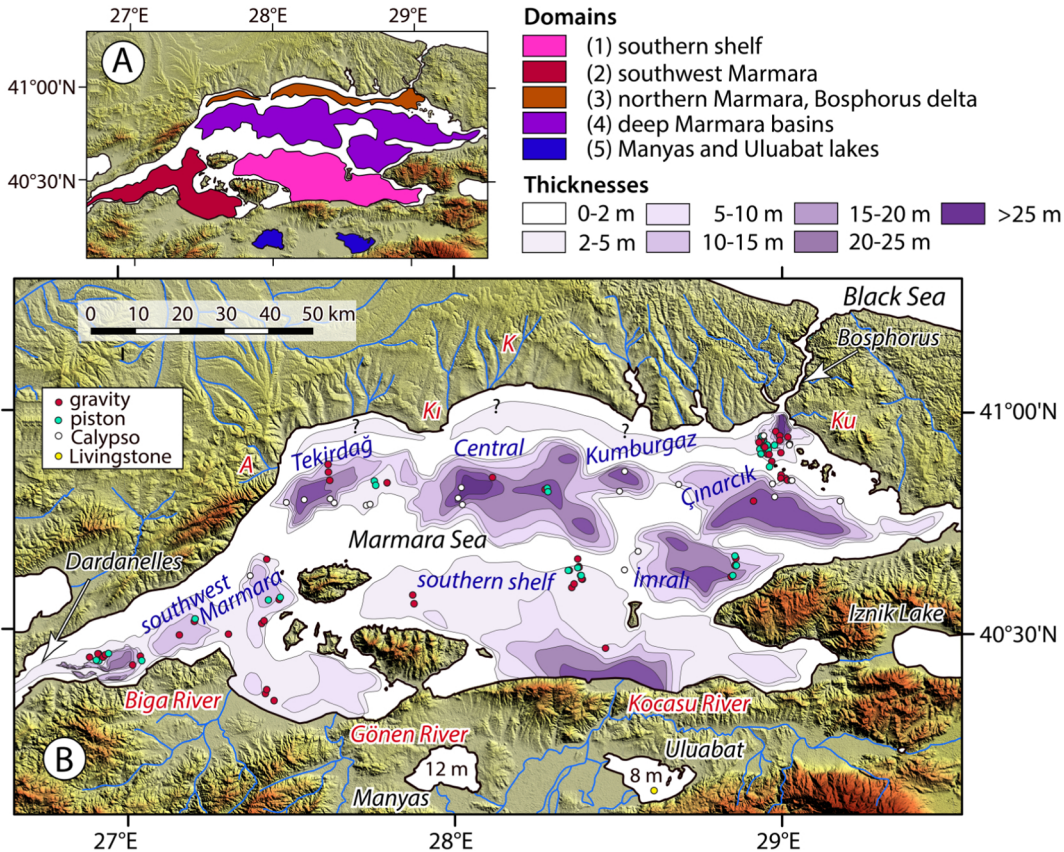 27°E 28°E 29°E
A
41°00'N
40°30'N
Domains
(1) southern shelf
(2) southwest Marmara
(3) northern Marmara, Bosphorus delta
(4) deep Marmara basins
(5) Manyas and Uluabat lakes
Thicknesses
0-2 m 5-10 m 15-20 m >25 m
2-5 m 10-15 m 20-25 m
0 10 20 30 40 50 km
Black Sea
Bosphorus
K
gravity
piston
Calypso
Livingstone
Kı
?
?
?
Ku
41°00'N
A
Tekirdağ
Central
Kumburgaz
Çınarcık
Marmara Sea
Dardanelles
southwest
Marmara
southern shelf
İmralı
Iznik Lake
40°30'N
Biga River
Kocasu River
Gönen River
Uluabat
B
12 m
8 m
Manyas
27°E 28°E 29°E